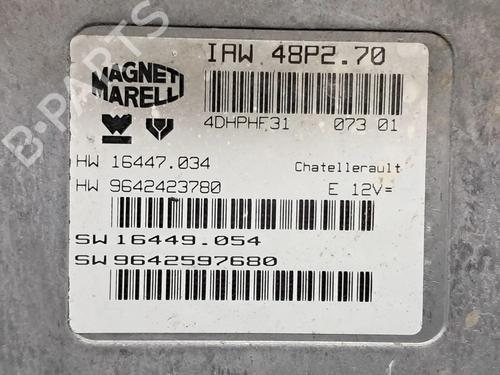 B-PARTS
MAGNETI
MARELLI
IAW 48P2.70
4DHPHF31 073 01
HW 16447.034 Chatellerault
HW 9642423780 E 12V=
SW 16449.054
SW 9642597680